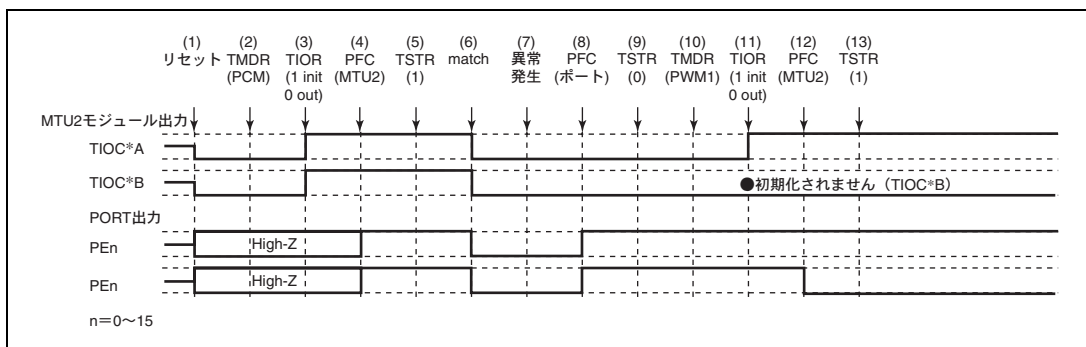 (1) (2) (3) (4) (5) (6) (7) (8) (9) (10) (11) (12) (13)
リセット TMDR TIOR PFC TSTR match 異常 PFC TSTR TMDR TIOR PFC TSTR
(PCM) (1 init (MTU2) (1) 発生 (ポート) (0) (PWM1) (1 init (MTU2) (1)
0 out) 0 out)
MTU2モジュール出力
TIOC*A
TIOC*B ●初期化されません（TIOC*B）
PORT出力
PEn High-Z
PEn High-Z
n＝0〜15